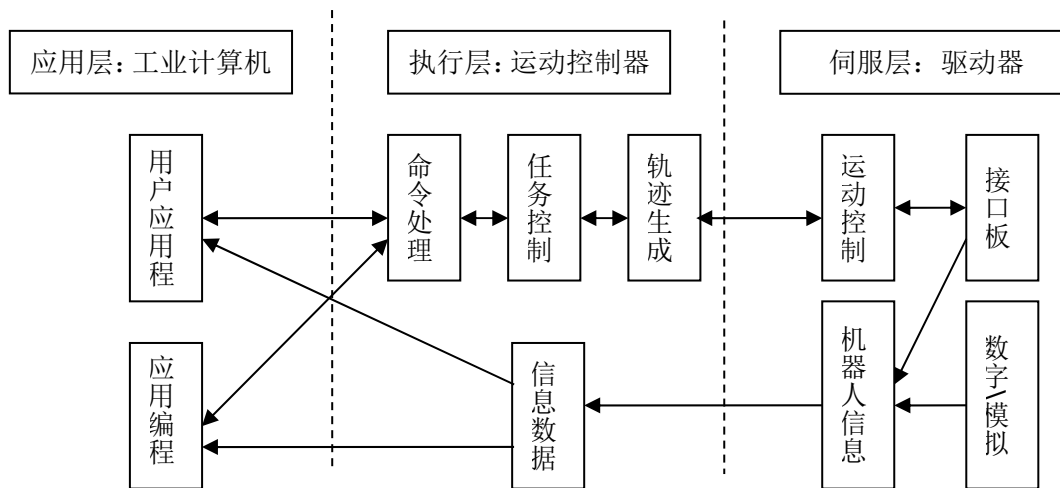 应用层：工业计算机
执行层：运动控制器
伺服层：驱动器
用户应用程
命令处理
任务控制
轨迹生成
运动控制
接口板
应用编程
信息数据
机器人信息
数字\模拟